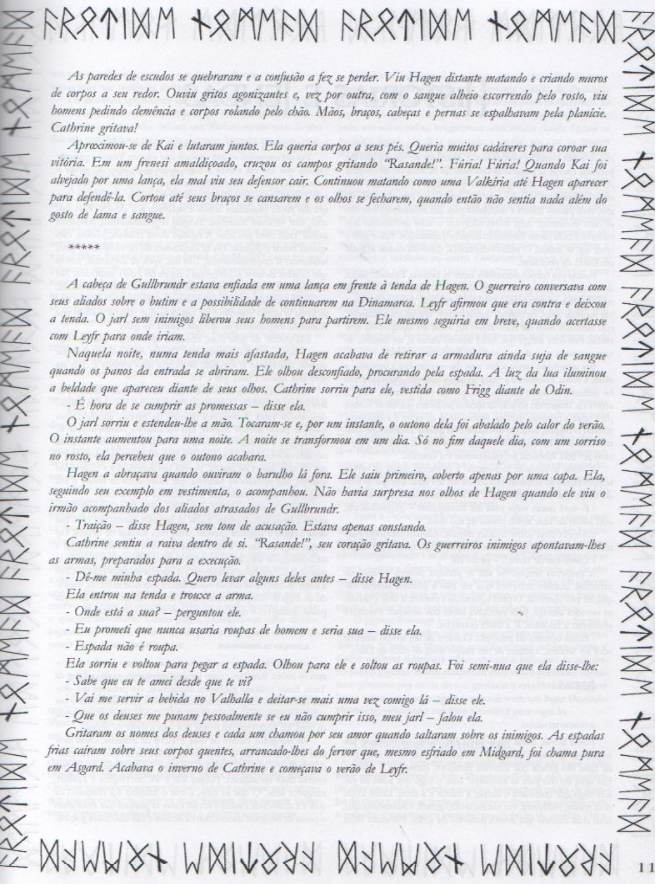 As paredes de escudos se quebraram e a confusão a fez se perder. Viu Hagen distante matando e criando muros
de corpos a seu redor. Ouviu gritos agonizantes e, vez por outra, com o sangue alheio escorrendo pelo rosto, viu
homens pedindo clemência e corpos rolando pelo chão. Mãos, braços, cabeças e pernas se espalhavam pela planície.
Cathrine gritava!
Aproximou-se de Kai e lutaram juntos. Ela queria corpos a seus pés. Queria muitos cadáveres para coroar sua
vitória. Em um frenesi amaldiçoado, cruzou os campos gritando “Rasande!”. Fúria! Fúria! Quando Kai foi
alvejado por uma lança, ela mal viu seu defensor cair. Continuou matando como uma Valkíria até Hagen aparecer
para defendê-la. Cortou até seus braços se cansarem e os olhos se fecharem, quando então não sentia nada além do
gosto de lama e sangue.
*****
A cabeça de Gullbrundr estava enfiada em uma lança em frente à tenda de Hagen. O guerreiro conversava com
seus aliados sobre o butim e a possibilidade de continuarem na Dinamarca. Leyfr afirmou que era contra e deixou
a tenda. O jarl sem inimigos liberou seus homens para partirem. Ele mesmo seguiria em breve, quando acertasse
com Leyfr para onde iriam.
Naquela noite, numa tenda mais afastada, Hagen acabava de retirar a armadura ainda suja de sangue
quando os panos da entrada se abriram. Ele olhou desconfiado, procurando pela espada. A luz da lua iluminou
a beldade que apareceu diante de seus olhos. Cathrine sorriu para ele, vestida como Frigg diante de Odin.
- É hora de se cumprir as promessas – disse ela.
O jarl sorriu e estendeu-lhe a mão. Tocaram-se e, por um instante, o outono dela foi abalado pelo calor do verão.
O instante aumentou para uma noite. A noite se transformou em um dia. Só no fim daquele dia, com um sorriso
no rosto, ela percebeu que o outono acabara.
Hagen a abraçava quando ouviram o barulho lá fora. Ele saiu primeiro, coberto apenas por uma capa. Ela,
seguindo seu exemplo em vestimenta, o acompanhou. Não havia surpresa nos olhos de Hagen quando ele viu o
irmão acompanhado dos aliados atrasados de Gullbrundr.
- Traição – disse Hagen, sem tom de acusação. Estava apenas constando.
Cathrine sentiu a raiva dentro de si. “Rasande!”, seu coração gritava. Os guerreiros inimigos apontavam-lhes
as armas, preparados para a execução.
- Dê-me minha espada. Quero levar alguns deles antes – disse Hagen.
Ela entrou na tenda e trouxe a arma.
- Onde está a sua? – perguntou ele.
- Eu prometi que nunca usaria roupas de homem e seria sua – disse ela.
- Espada não é roupa.
Ela sorriu e voltou para pegar a espada. Olhou para ele e soltou as roupas. Foi semi-nua que ela disse-lhe:
- Sabe que eu te amei desde que te vi?
- Vai me servir a bebida no Valhalla e deitar-se mais uma vez comigo lá – disse ele.
- Que os deuses me punam pessoalmente se eu não cumprir isso, meu jarl – falou ela.
Gritaram os nomes dos deuses e cada um chamou por seu amor quando saltaram sobre os inimigos. As espadas
frias caíram sobre seus corpos quentes, arrancado-lhes do fervor que, mesmo esfriado em Midgard, foi chama pura
em Asgard. Acabava o inverno de Cathrine e começava o verão de Leyfr.
11